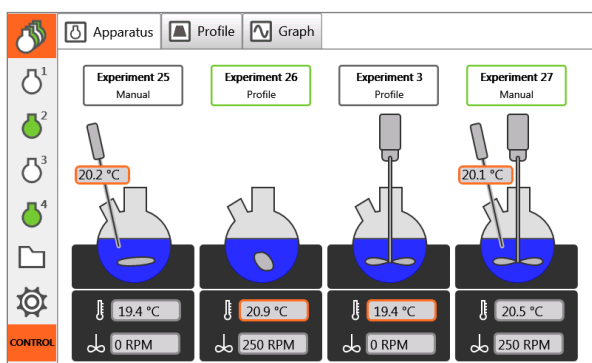 Apparatus Profile Graph
1
2
3
4
CONTROL
Experiment 25
Manual
20.2 °C
19.4 °C
0 RPM
Experiment 26
Profile
20.9 °C
250 RPM
Experiment 3
Profile
19.4 °C
0 RPM
Experiment 27
Manual
20.1 °C
20.5 °C
250 RPM